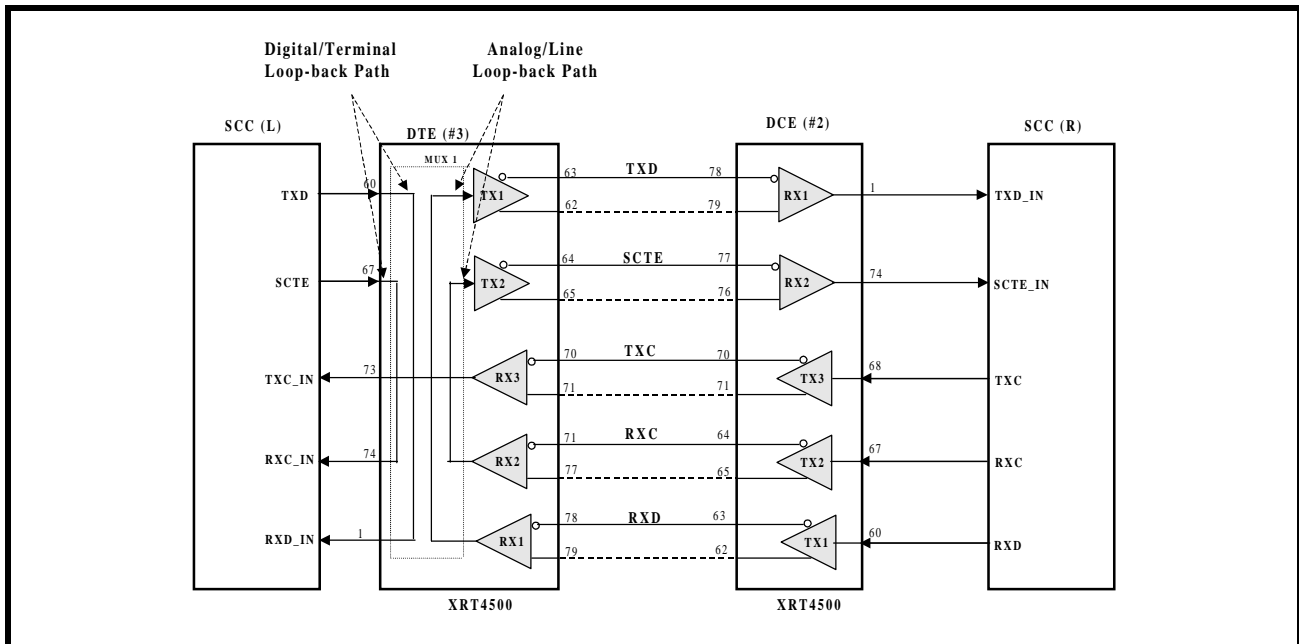 Digital/Terminal
Loop-back Path
Analog/Line
Loop-back Path
SCC (L)
DTE (#3)
DCE (#2)
SCC (R)
MUX 1
TXD 60 TX1 63 TXD 78 RX1 1 TXD_IN
62 79
SCTE 67 TX2 64 SCTE 77 RX2 74 SCTE_IN
65 76
TXC_IN 73 RX3 70 TXC 70 TX3 68 TXC
71 71
RXC_IN 74 RX2 71 RXC 64 TX2 67 RXC
77 65
RXD_IN 1 RX1 78 RXD 63 TX1 60 RXD
79 62
XRT4500
XRT4500